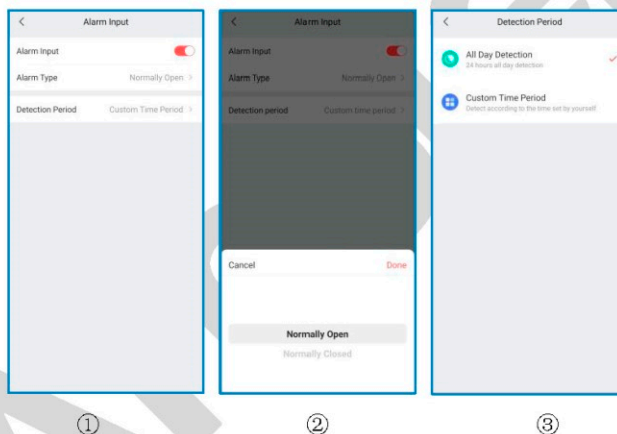 Alarm Input
Alarm Input
Alarm Type Normally Open >
Detection Period Custom Time Period >
Alarm Input
Alarm Input
Alarm Type Normally Open >
Detection period Custom time period >
Cancel Done
Normally Open
Normally Closed
Detection Period
All Day Detection
24 hours all day detection
Custom Time Period
Detect according to the time set by yourself
① ② ③